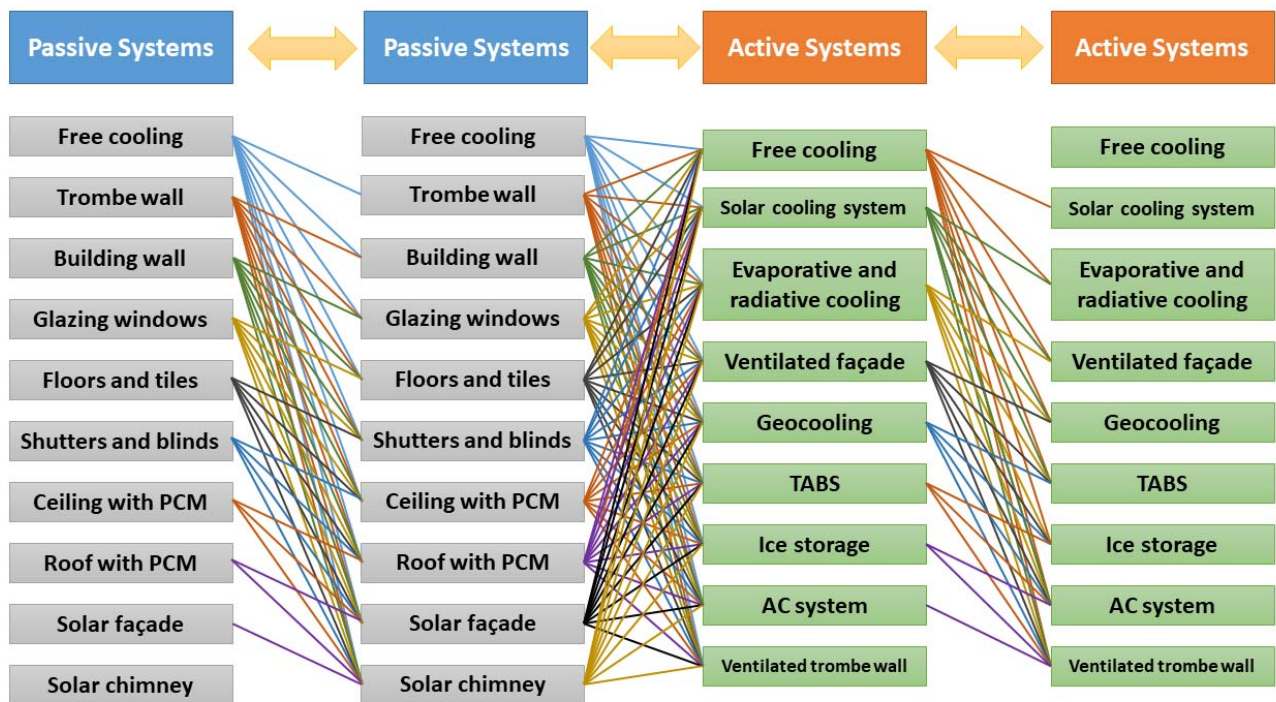 Passive Systems
Passive Systems
Active Systems
Active Systems
Free cooling
Trombe wall
Building wall
Glazing windows
Floors and tiles
Shutters and blinds
Ceiling with PCM
Roof with PCM
Solar façade
Solar chimney
Free cooling
Trombe wall
Building wall
Glazing windows
Floors and tiles
Shutters and blinds
Ceiling with PCM
Roof with PCM
Solar façade
Solar chimney
Free cooling
Solar cooling system
Evaporative and
radiative cooling
Ventilated façade
Geocooling
TABS
Ice storage
AC system
Ventilated trombe wall
Free cooling
Solar cooling system
Evaporative and
radiative cooling
Ventilated façade
Geocooling
TABS
Ice storage
AC system
Ventilated trombe wall